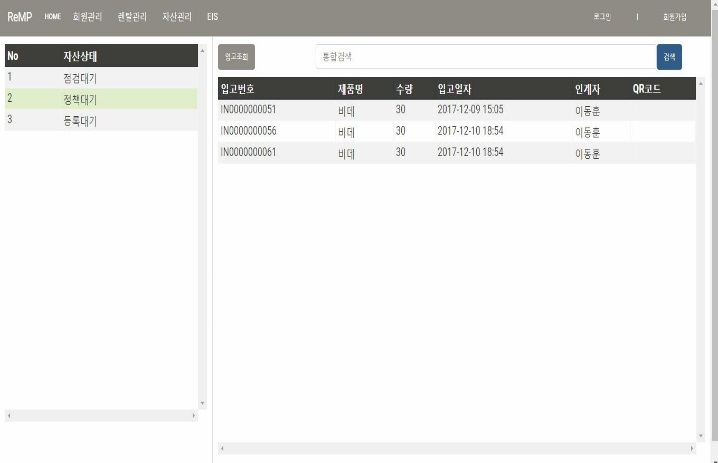 ReMP HOME 회원관리 렌탈관리 자산관리 EIS 로그인 | 회원가입
No 자산상태
1 점검대기
2 정책대기
3 등록대기
입고조회 통합검색 검색
입고번호 제품명 수량 입고일자 인계자 QR코드
IN0000000051 비데 30 2017-12-09 15:05 이동훈
IN0000000056 비데 30 2017-12-10 18:54 이동훈
IN0000000061 비데 30 2017-12-10 18:54 이동훈